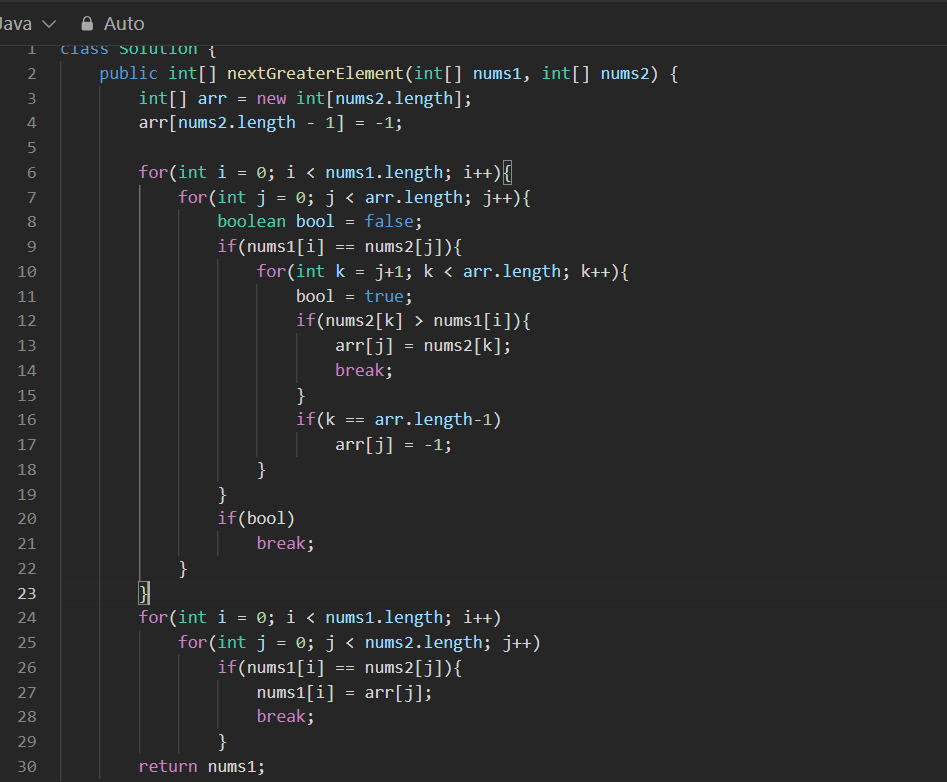 Java Auto
1 class Solution {
2 public int[] nextGreaterElement(int[] nums1, int[] nums2) {
3 int[] arr = new int[nums2.length];
4 arr[nums2.length - 1] = -1;
5
6 for(int i = 0; i < nums1.length; i++){
7 for(int j = 0; j < arr.length; j++){
8 boolean bool = false;
9 if(nums1[i] == nums2[j]){
10 for(int k = j+1; k < arr.length; k++){
11 bool = true;
12 if(nums2[k] > nums1[i]){
13 arr[j] = nums2[k];
14 break;
15 }
16 if(k == arr.length-1)
17 arr[j] = -1;
18 }
19 }
20 if(bool)
21 break;
22 }
23 }
24 for(int i = 0; i < nums1.length; i++)
25 for(int j = 0; j < nums2.length; j++)
26 if(nums1[i] == nums2[j]){
27 nums1[i] = arr[j];
28 break;
29 }
30 return nums1;